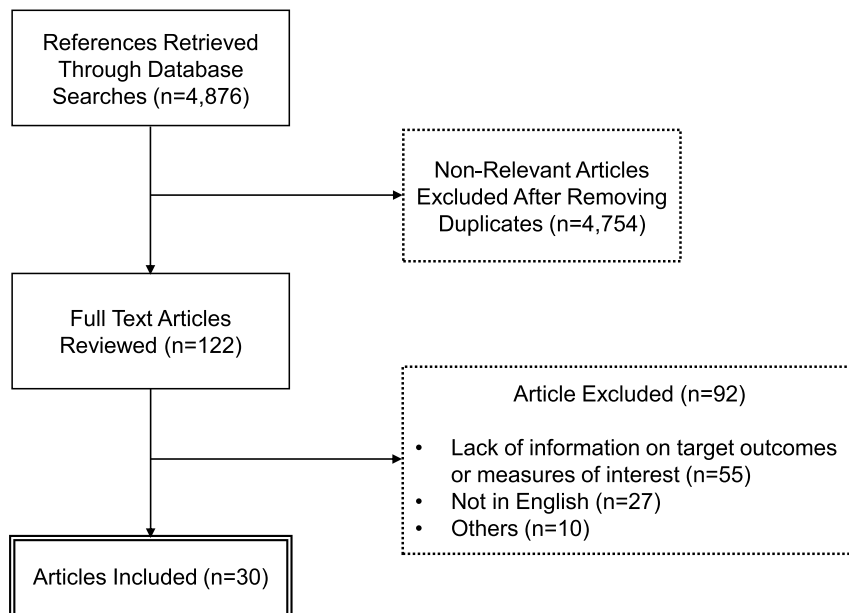 References Retrieved
Through Database
Searches (n=4,876)
Non-Relevant Articles
Excluded After Removing
Duplicates (n=4,754)
Full Text Articles
Reviewed (n=122)
Article Excluded (n=92)
• Lack of information on target outcomes
or measures of interest (n=55)
• Not in English (n=27)
• Others (n=10)
Articles Included (n=30)